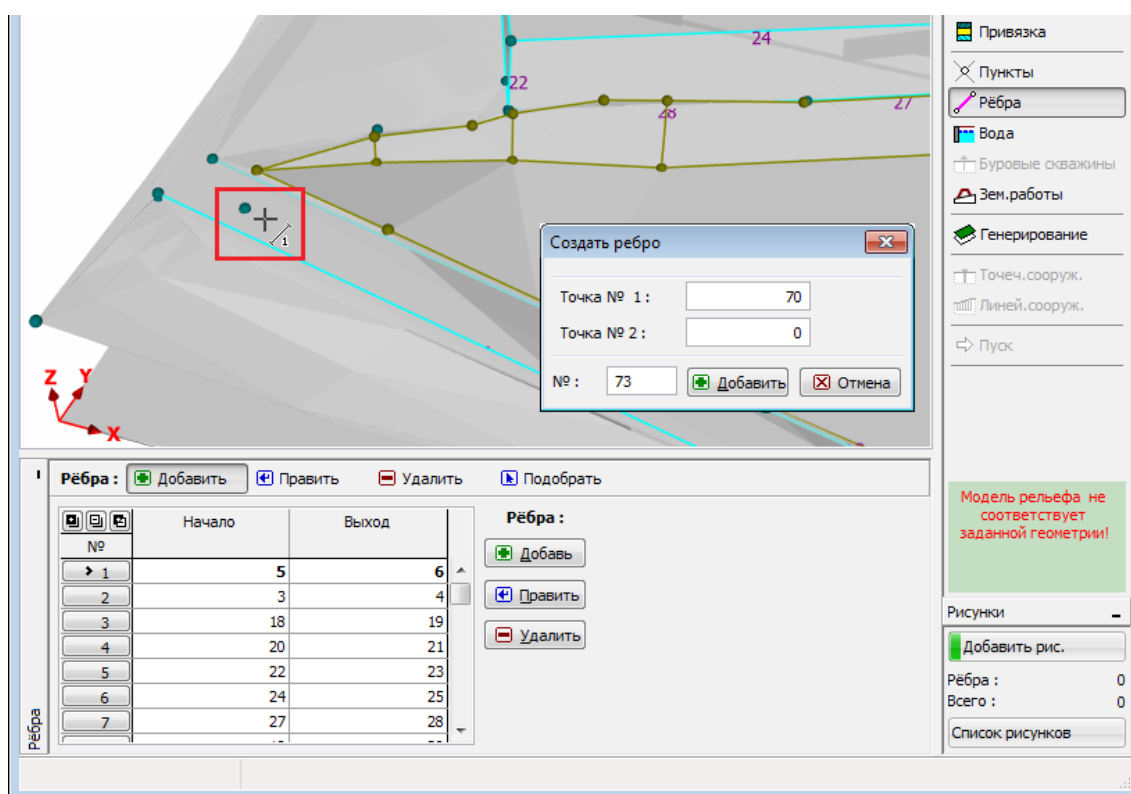 24
22
28
27
1
Создать ребро
Точка № 1 :
70
Точка № 2 :
0
№ :
73
Добавить
Отмена
Z
Y
X
Привязка
Пункты
Рёбра
Вода
Буровые скважины
Зем.работы
Генерирование
Точеч.сооруж.
Линей.сооруж.
Пуск
Модель рельефа не
соответствует
заданной геометрии!
Рёбра :
Добавить
Править
Удалить
Подобрать
№
Начало
Выход
1 5 6
2 3 4
3 18 19
4 20 21
5 22 23
6 24 25
7 27 28
Рёбра :
Добавь
Править
Удалить
Рёбра
Рисунки
Добавить рис.
Рёбра : 0
Всего : 0
Список рисунков